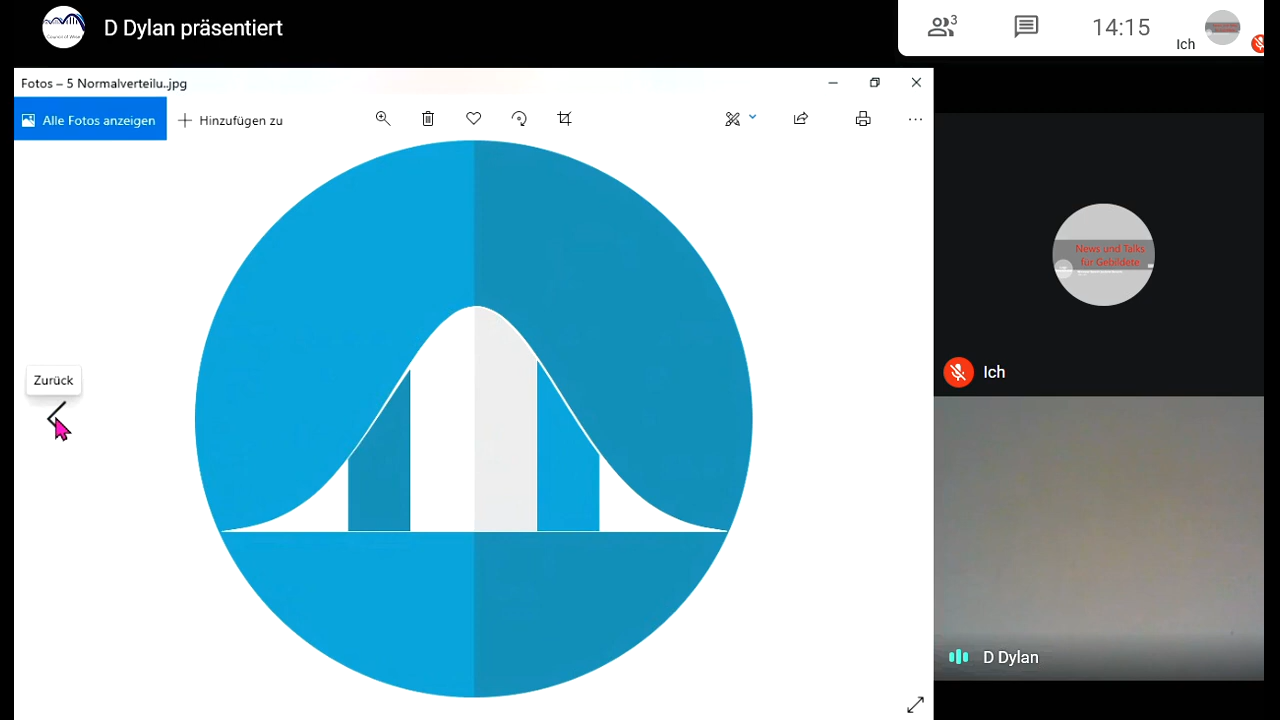 D Dylan präsentiert
3
14:15
Ich
Fotos – 5 Normalverteilu..jpg
Alle Fotos anzeigen
Hinzufügen zu
Zurück
News und Talks
für Gebildete
Ich
D Dylan